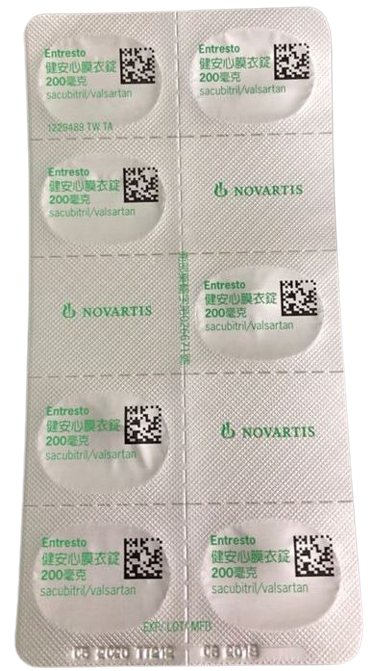 Entresto
健安心膜衣錠
200毫克
sacubitril/valsartan
1229489 TW TA
Entresto
健安心膜衣錠
200毫克
sacubitril/valsartan
Entresto
健安心膜衣錠
200毫克
sacubitril/valsartan
NOVARTIS
NOVARTIS
Entresto
健安心膜衣錠
200毫克
sacubitril/valsartan
Entresto
健安心膜衣錠
200毫克
sacubitril/valsartan
NOVARTIS
Entresto
健安心膜衣錠
200毫克
sacubitril/valsartan
Entresto
健安心膜衣錠
200毫克
sacubitril/valsartan
EXP/ LOT/ MFD
2020 2018